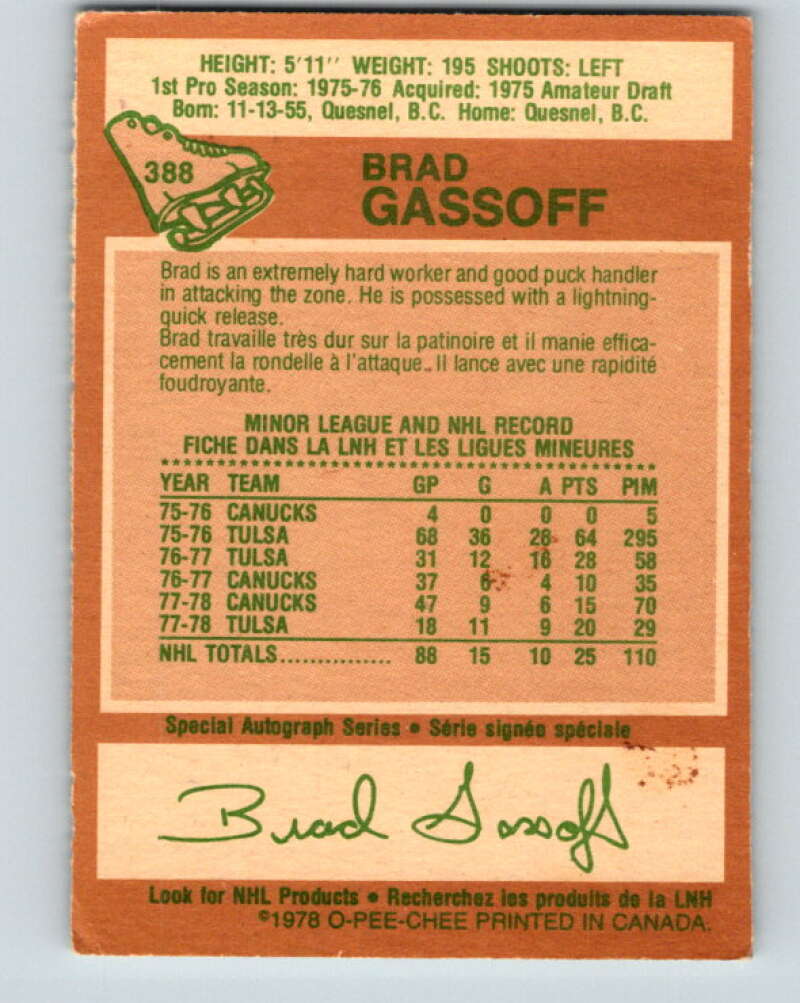 HEIGHT: 5'11" WEIGHT: 195 SHOOTS: LEFT
1st Pro Season: 1975-76 Acquired: 1975 Amateur Draft
Born: 11-13-55, Quesnel, B.C. Home: Quesnel, B.C.
388
BRAD
GASSOFF
Brad is an extremely hard worker and good puck handler
in attacking the zone. He is possessed with a lightning-
quick release.
Brad travaille très dur sur la patinoire et il manie effica-
cement la rondelle à l'attaque. Il lance avec une rapidité
foudroyante.
MINOR LEAGUE AND NHL RECORD
FICHE DANS LA LNH ET LES LIGUES MINEURES
YEAR TEAM GP G A PTS PIM
75-76 CANUCKS 4 0 0 0 5
75-76 TULSA 68 36 28 64 295
76-77 TULSA 31 12 16 28 58
76-77 CANUCKS 37 6 4 10 35
77-78 CANUCKS 47 9 6 15 70
77-78 TULSA 18 11 9 20 29
NHL TOTALS............... 88 15 10 25 110
Special Autograph Series • Série signée spéciale
Brad Gassoff
Look for NHL Products • Recherchez les produits de la LNH
©1978 O-PEE-CHEE PRINTED IN CANADA.